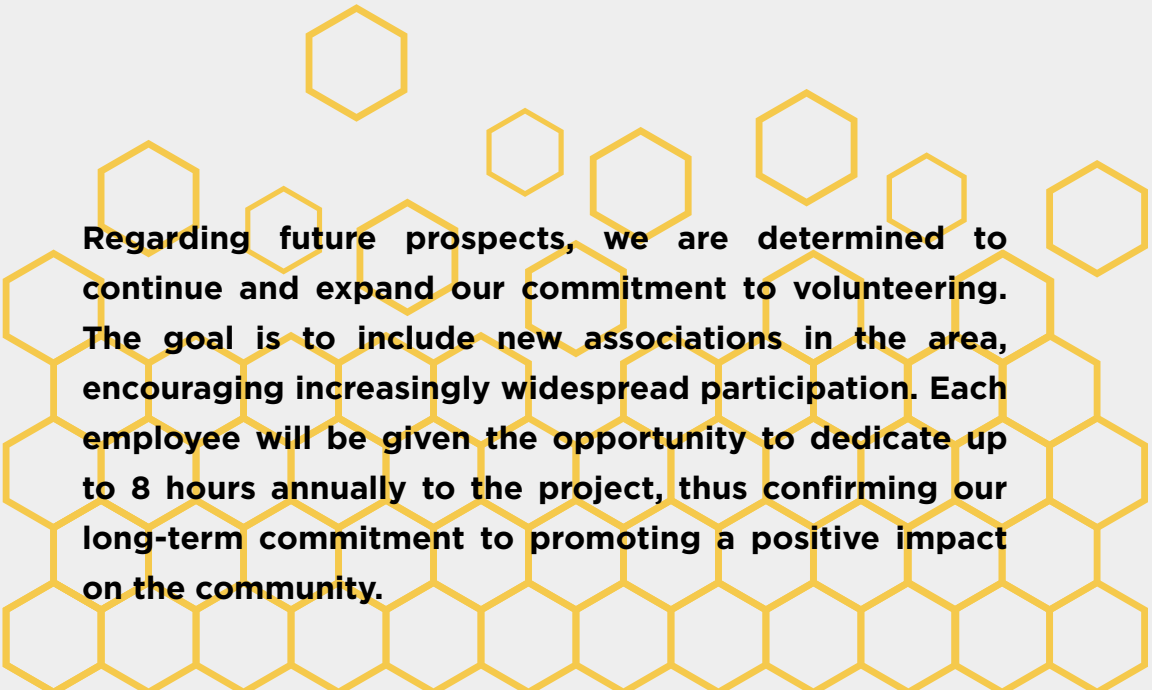 Regarding future prospects, we are determined to
continue and expand our commitment to volunteering.
The goal is to include new associations in the area,
encouraging increasingly widespread participation. Each
employee will be given the opportunity to dedicate up
to 8 hours annually to the project, thus confirming our
long-term commitment to promoting a positive impact
on the community.